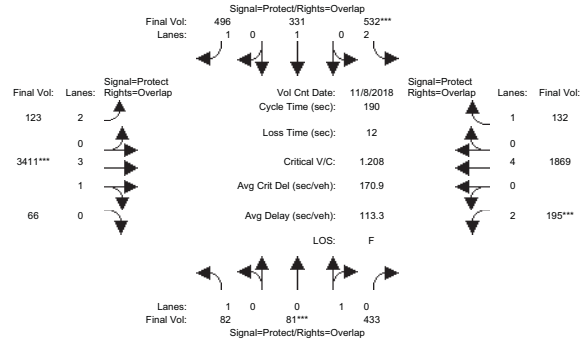 Signal=Protect/Rights=Overlap
Final Vol: 496 331 532***
Lanes: 1 0 1 0 2
Signal=Protect
Final Vol: Lanes: Rights=Overlap
Vol Cnt Date: 11/8/2018
Signal=Protect
Rights=Overlap Lanes: Final Vol:
Cycle Time (sec): 190
123 2
1 132
Loss Time (sec): 12
0
0
3411*** 3
Critical V/C: 1.208
4 1869
1
Avg Crit Del (sec/veh): 170.9
0
66 0
Avg Delay (sec/veh): 113.3
2 195***
LOS: F
Lanes: 1 0 0 1 0
Final Vol: 82 81*** 433
Signal=Protect/Rights=Overlap